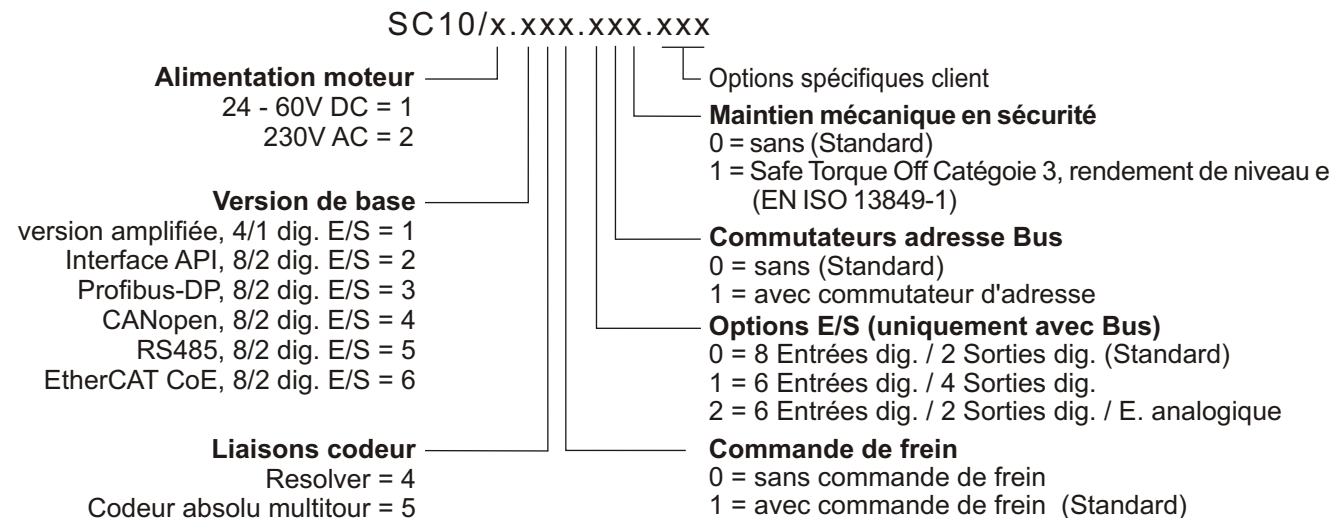 SC10/x.xxx.xxx.xxx
Alimentation moteur
24 - 60V DC = 1
230V AC = 2
Version de base
version amplifiée, 4/1 dig. E/S = 1
Interface API, 8/2 dig. E/S = 2
Profibus-DP, 8/2 dig. E/S = 3
CANopen, 8/2 dig. E/S = 4
RS485, 8/2 dig. E/S = 5
EtherCAT CoE, 8/2 dig. E/S = 6
Liaisons codeur
Resolver = 4
Codeur absolu multitour = 5
Options spécifiques client
Maintien mécanique en sécurité
0 = sans (Standard)
1 = Safe Torque Off Catégoie 3, rendement de niveau e
(EN ISO 13849-1)
Commutateurs adresse Bus
0 = sans (Standard)
1 = avec commutateur d'adresse
Options E/S (uniquement avec Bus)
0 = 8 Entrées dig. / 2 Sorties dig. (Standard)
1 = 6 Entrées dig. / 4 Sorties dig.
2 = 6 Entrées dig. / 2 Sorties dig. / E. analogique
Commande de frein
0 = sans commande de frein
1 = avec commande de frein (Standard)